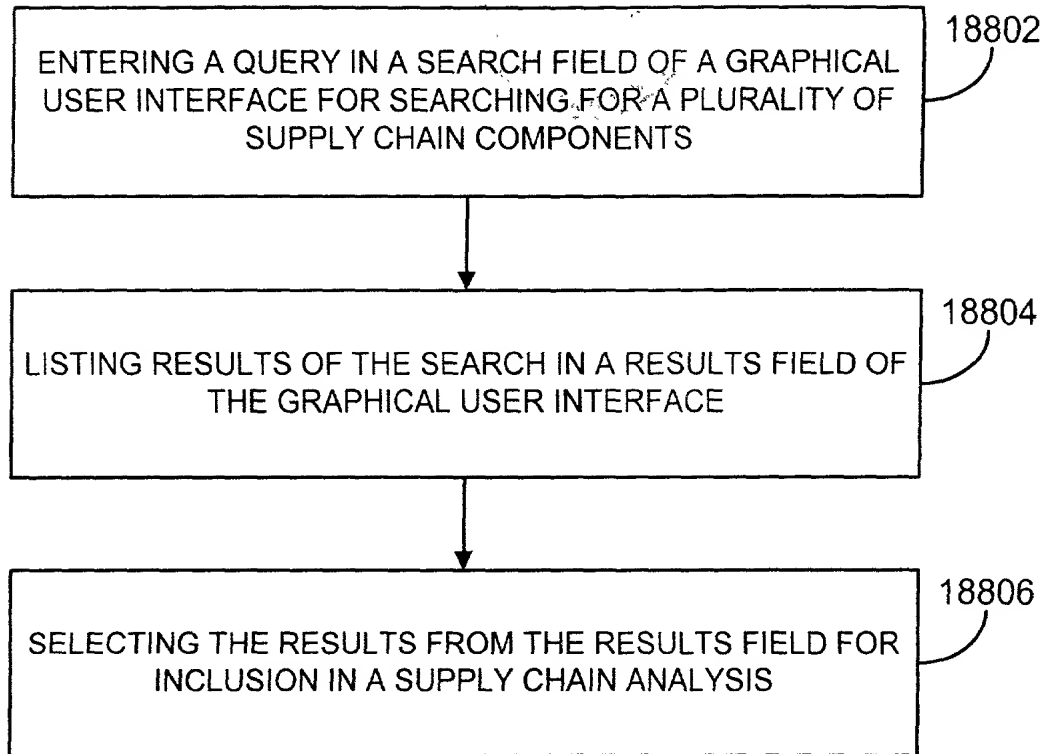 18802
ENTERING A QUERY IN A SEARCH FIELD OF A GRAPHICAL
USER INTERFACE FOR SEARCHING FOR A PLURALITY OF
SUPPLY CHAIN COMPONENTS
18804
LISTING RESULTS OF THE SEARCH IN A RESULTS FIELD OF
THE GRAPHICAL USER INTERFACE
18806
SELECTING THE RESULTS FROM THE RESULTS FIELD FOR
INCLUSION IN A SUPPLY CHAIN ANALYSIS